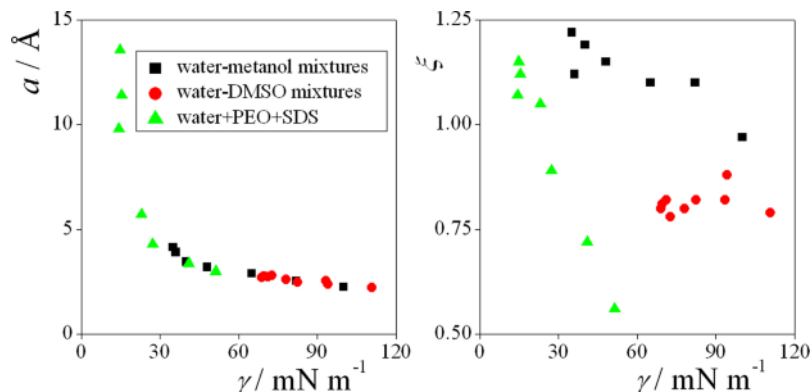 15
10
5
0
a / Å
water-metanol mixtures
water-DMSO mixtures
water+PEO+SDS
0 30 60 90 120
γ / mN m⁻¹
1.25
1.00
0.75
0.50
ξ
0 30 60 90 120
γ / mN m⁻¹